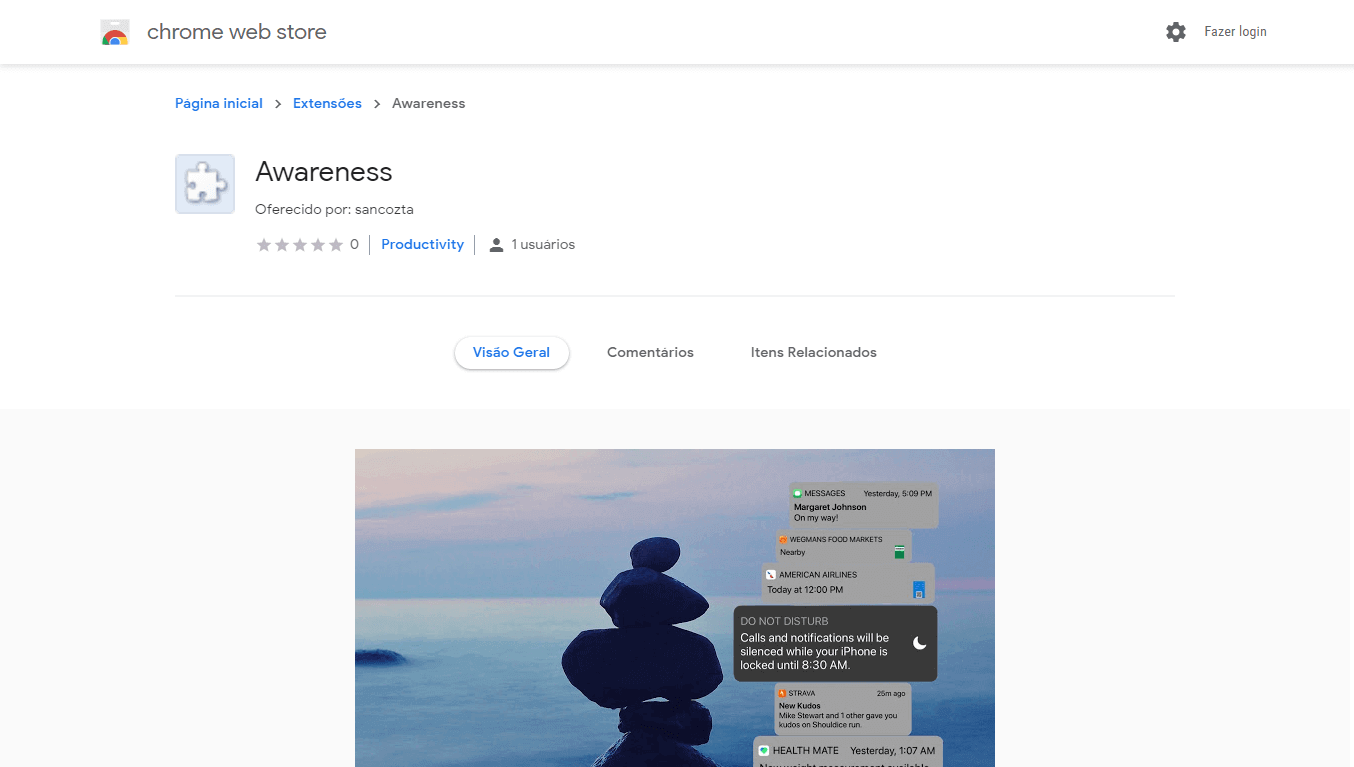 chrome web store
Fazer login
Página inicial > Extensões > Awareness
Awareness
Oferecido por: sancozta
0 Productivity 1 usuários
Visão Geral Comentários Itens Relacionados
MESSAGES Yesterday, 5:09 PM
Margaret Johnson
On my way!
WEGMANS FOOD MARKETS
Nearby
AMERICAN AIRLINES
Today at 12:00 PM
DO NOT DISTURB
Calls and notifications will be
silenced while your iPhone is
locked until 8:30 AM.
STRAVA 25m ago
New Kudos
Mike Stewart and 1 other gave you
kudos on Shouldice run.
HEALTH MATE Yesterday, 1:07 AM
New weight measurement available